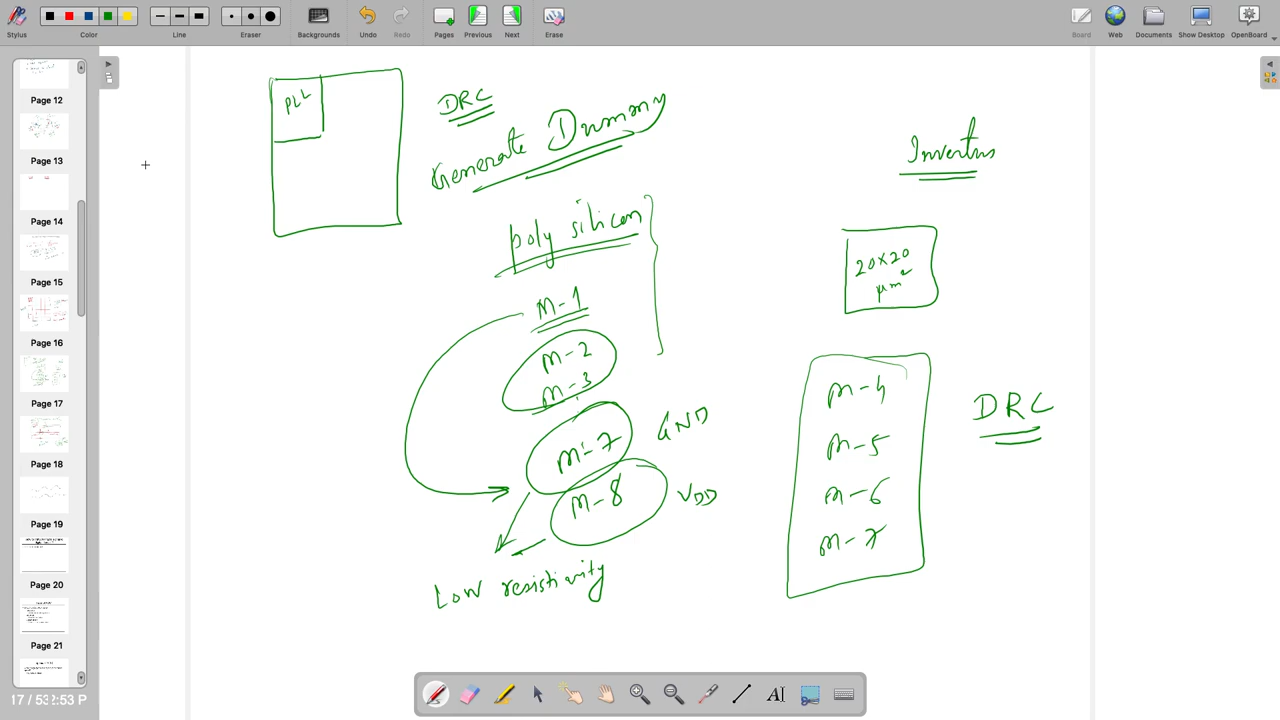 Stylus
Color
Line
Eraser
Backgrounds
Undo
Redo
Pages
Previous
Next
Erase
Board
Web
Documents
Show Desktop
OpenBoard
Page 12
Page 13
Page 14
Page 15
Page 16
Page 17
Page 18
Page 19
Page 20
Page 21
PLL
DRC
Generate Dummy
poly silicon
M-1
M-2
M-3
M-7
GND
M-8
VDD
Low resistivity
20×20
μm²
M-4
M-5
M-6
M-7
DRC